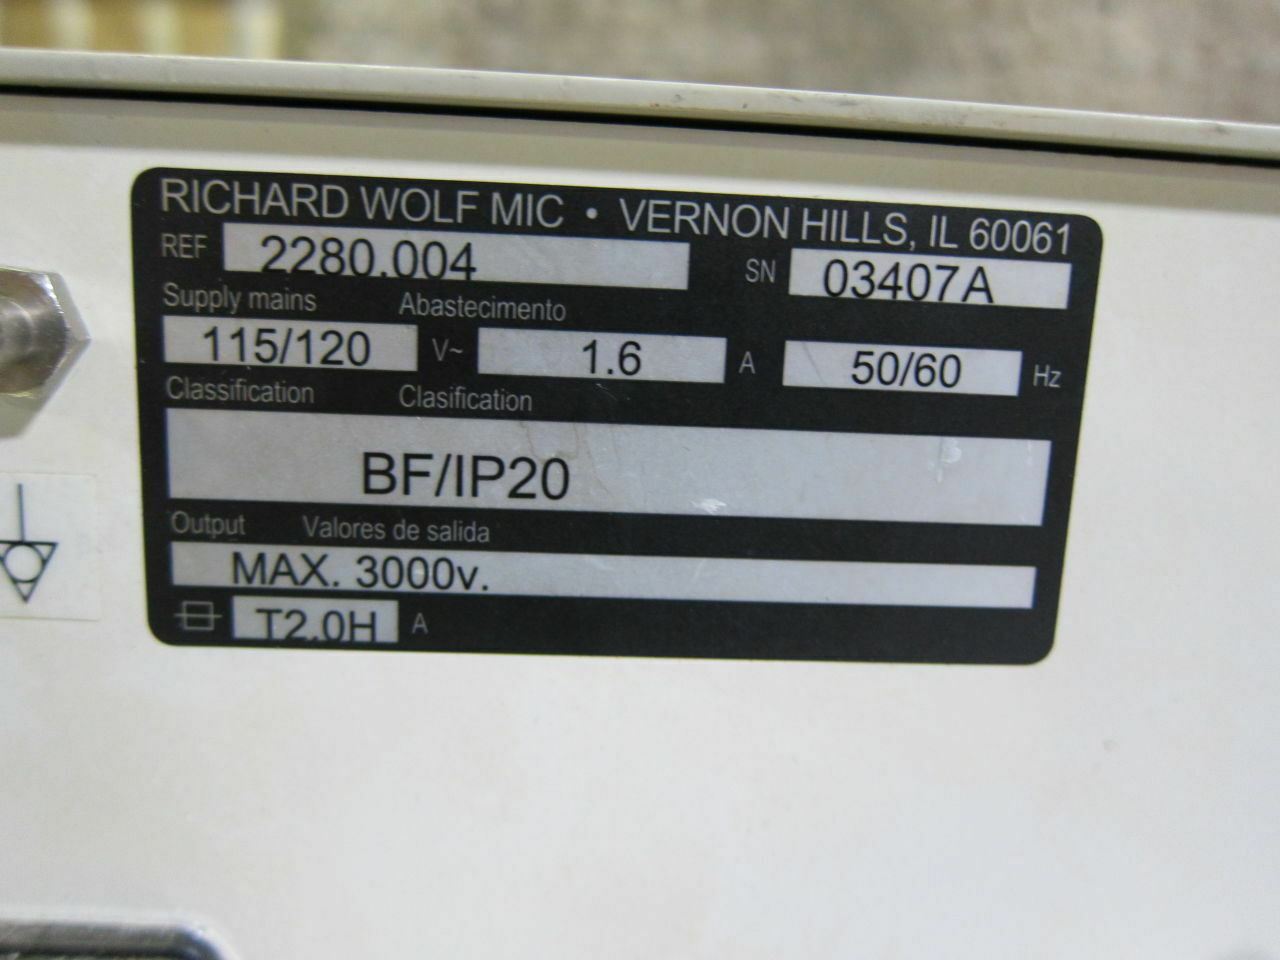 RICHARD WOLF MIC • VERNON HILLS, IL 60061
REF 2280.004 SN 03407A
Supply mains Abastecimento
115/120 V~ 1.6 A 50/60 Hz
Classification Clasification
BF/IP20
Output Valores de salida
MAX. 3000v.
T2.0H A